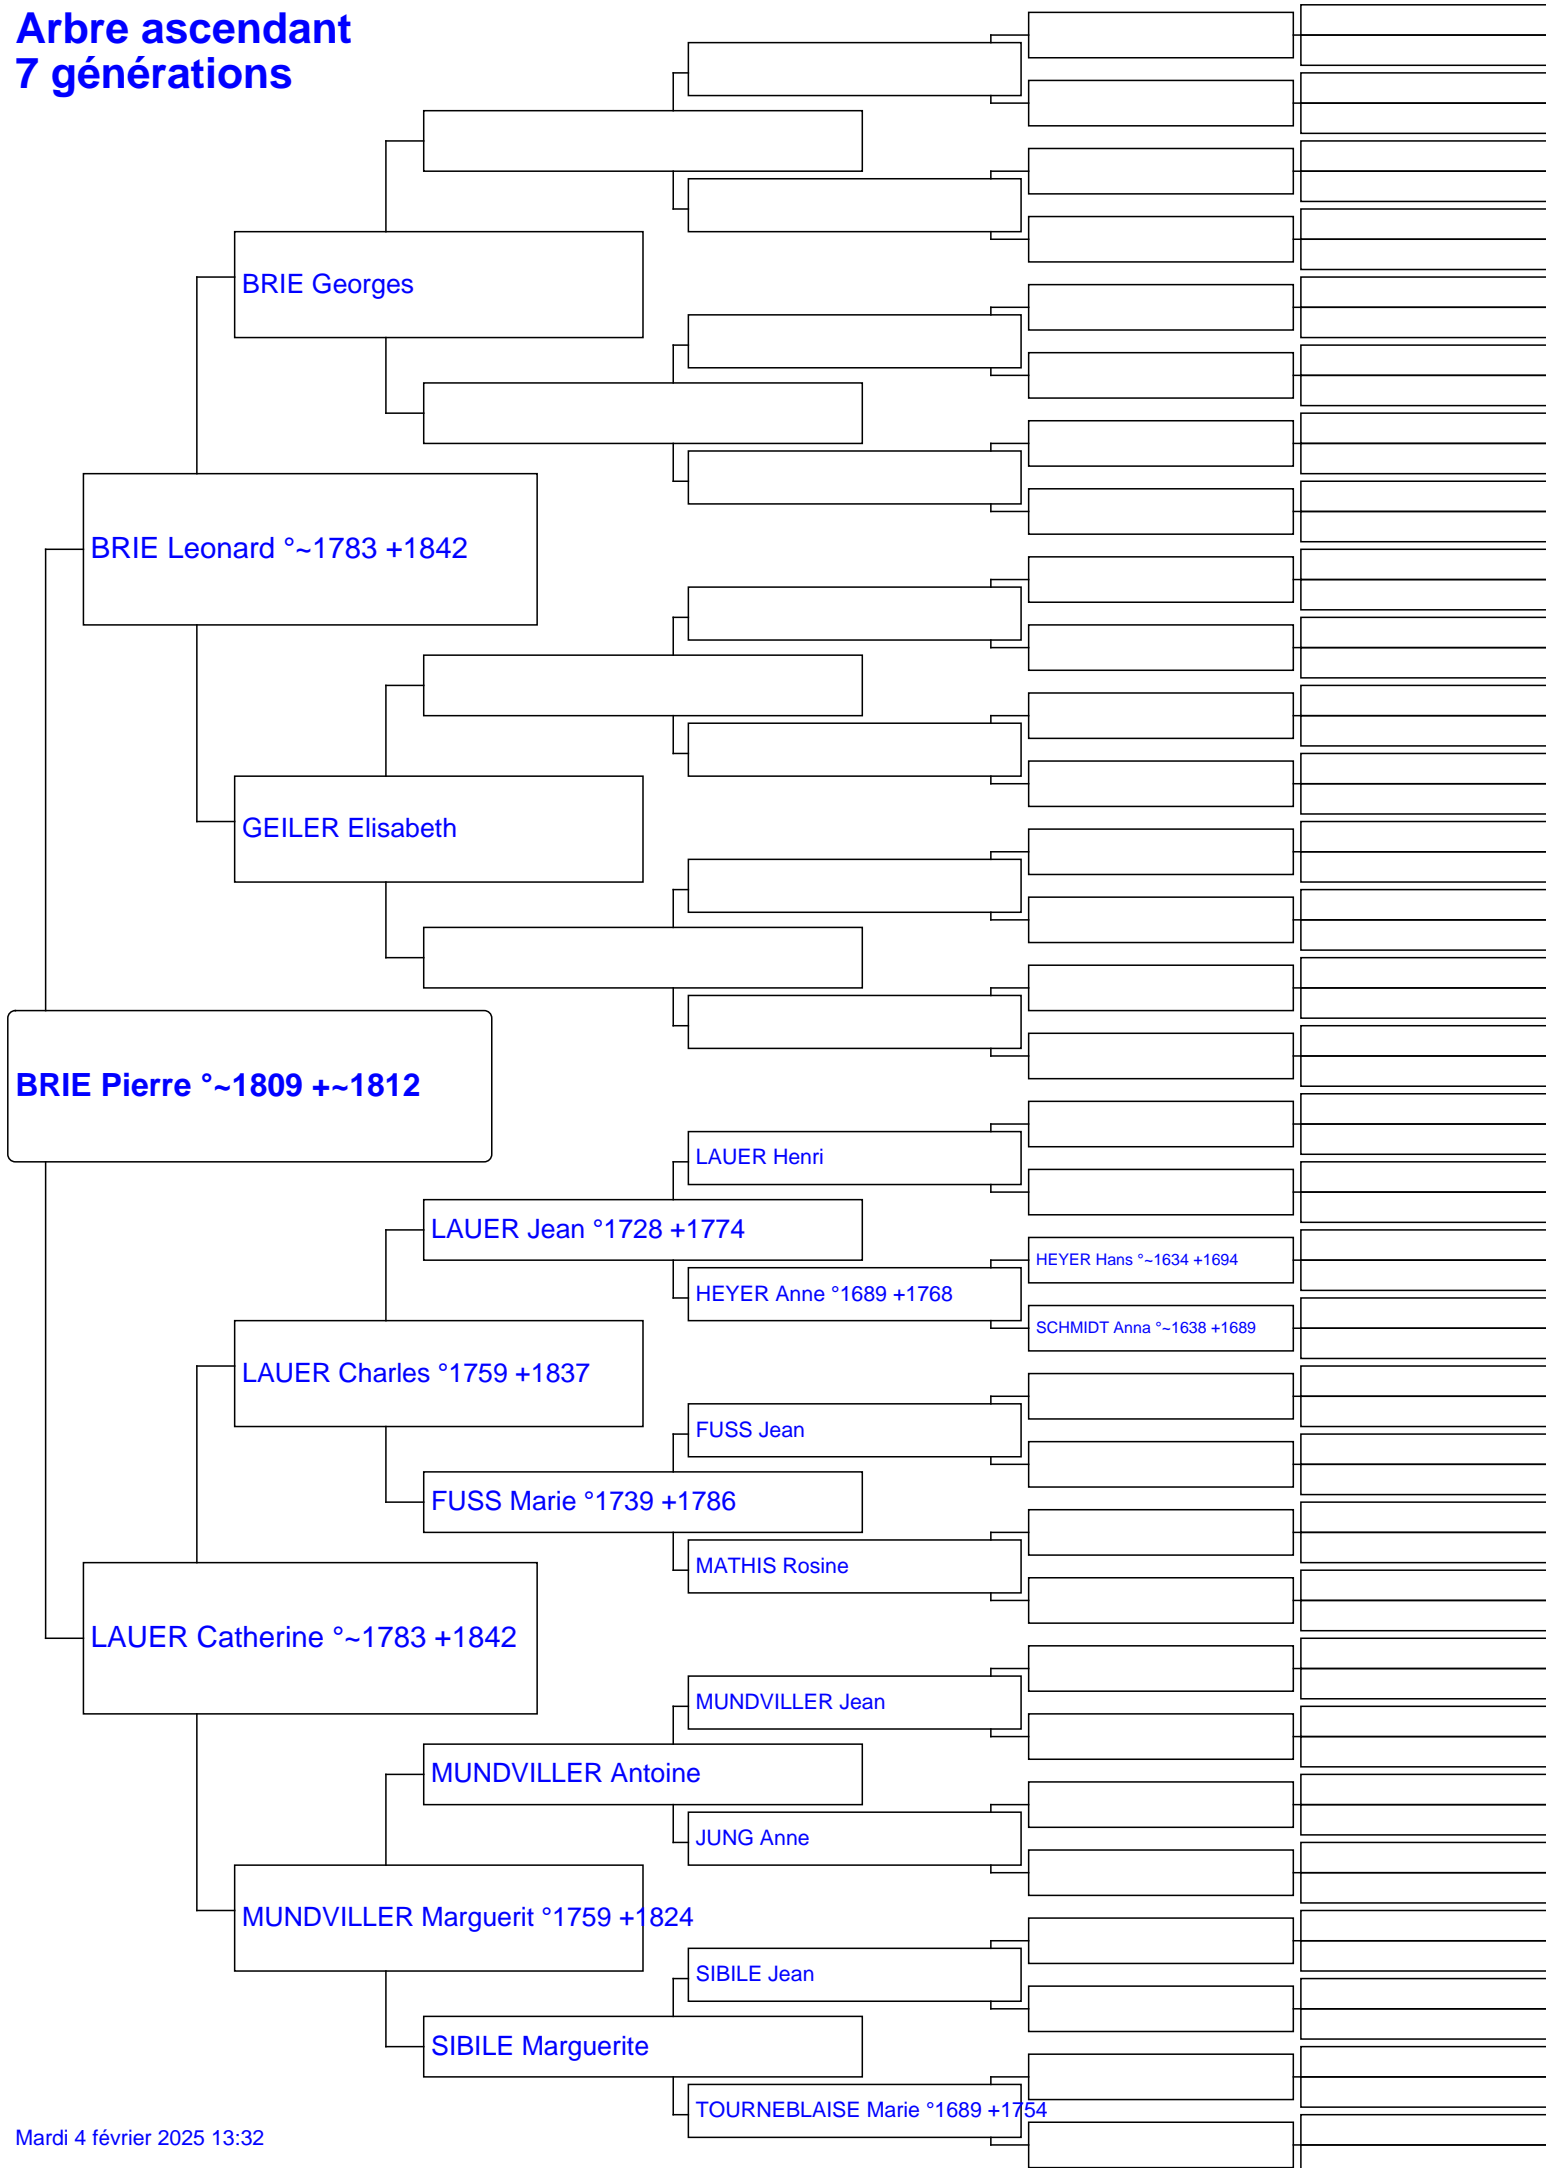 Arbre ascendant
7 générations
BRIE Georges
BRIE Leonard °~1783 +1842
GEILER Elisabeth
BRIE Pierre °~1809 +~1812
LAUER Henri
LAUER Jean °1728 +1774
HEYER Hans °~1634 +1694
HEYER Anne °1689 +1768
SCHMIDT Anna °~1638 +1689
LAUER Charles °1759 +1837
FUSS Jean
FUSS Marie °1739 +1786
MATHIS Rosine
LAUER Catherine °~1783 +1842
MUNDVILLER Jean
MUNDVILLER Antoine
JUNG Anne
MUNDVILLER Marguerit °1759 +1824
SIBILE Jean
SIBILE Marguerite
TOURNEBLAISE Marie °1689 +1754
Mardi 4 février 2025 13:32